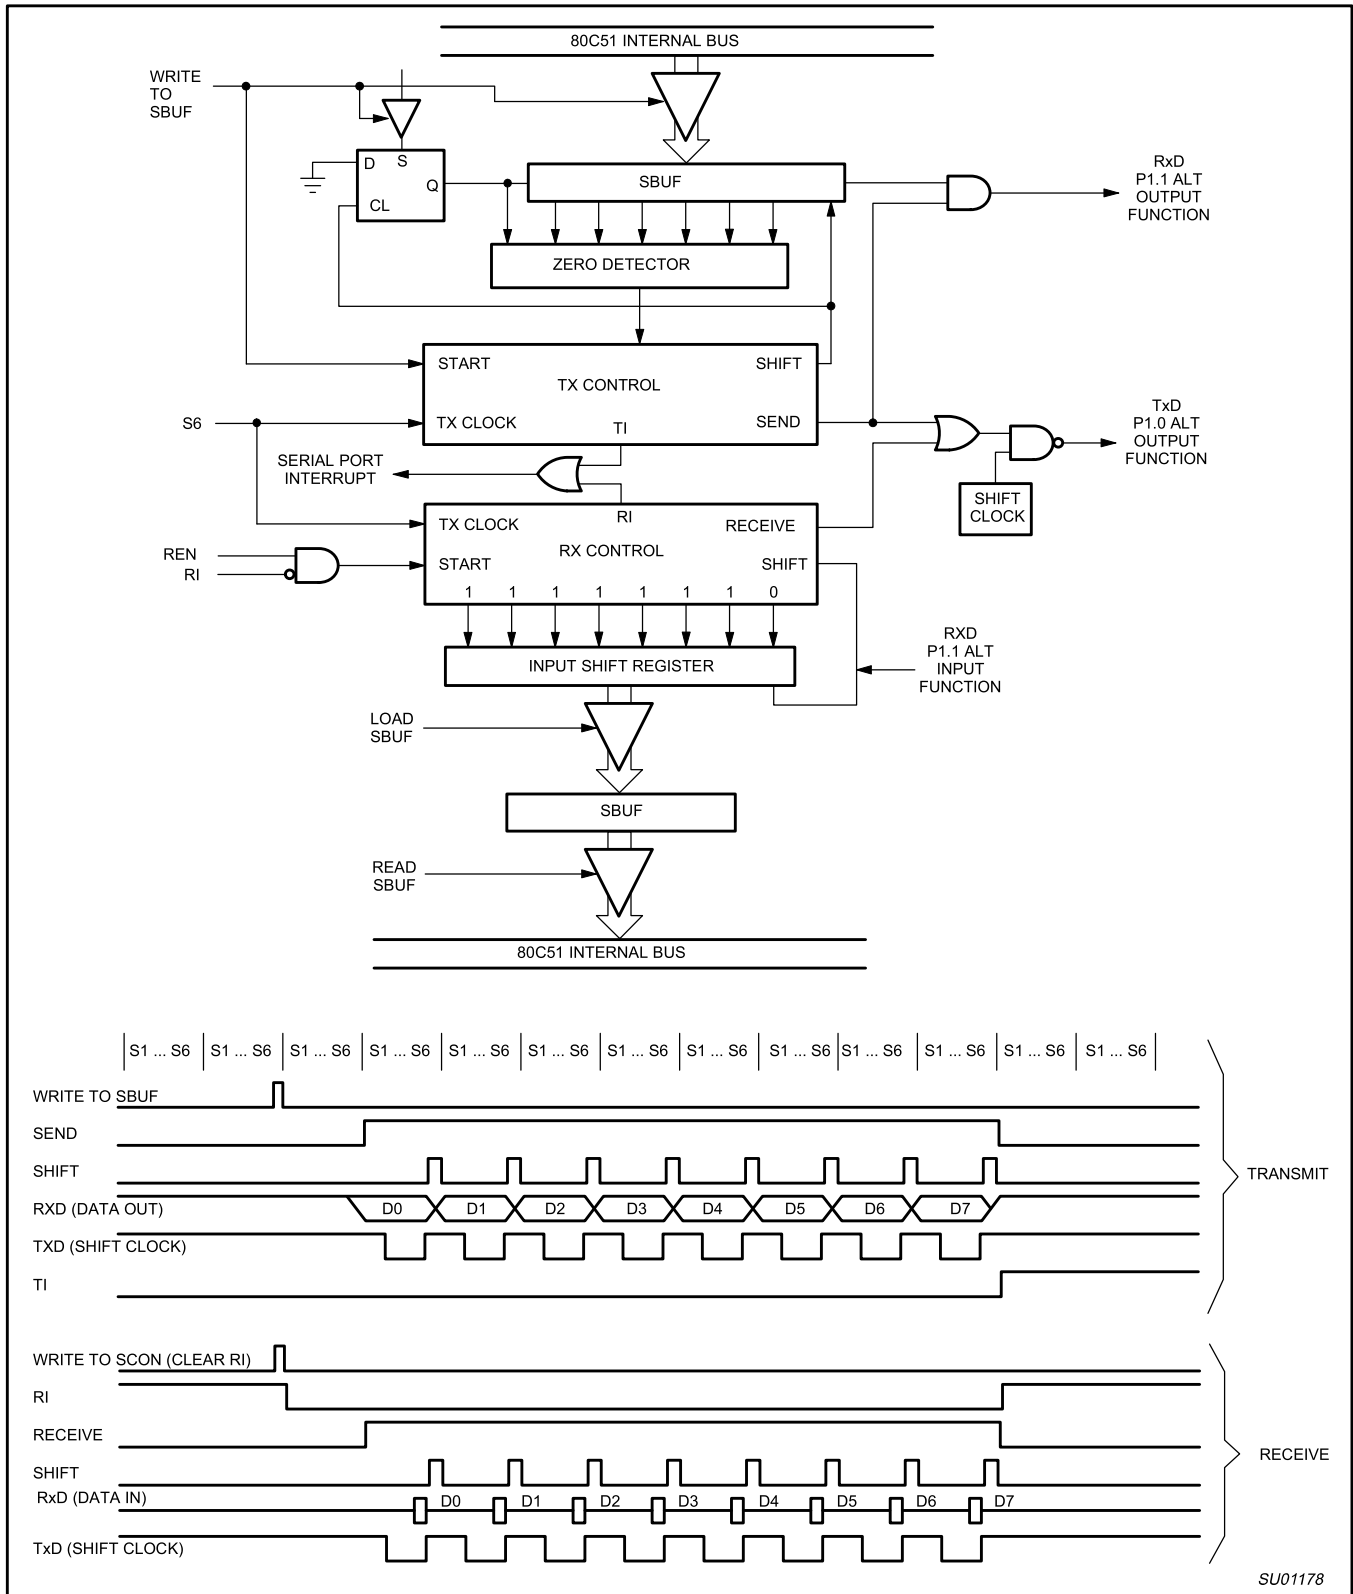 80C51 INTERNAL BUS
WRITE
TO
SBUF
D
S
Q
CL
SBUF
RxD
P1.1 ALT
OUTPUT
FUNCTION
ZERO DETECTOR
START
SHIFT
TX CONTROL
S6
TX CLOCK
TI
SEND
TxD
P1.0 ALT
OUTPUT
FUNCTION
SERIAL PORT
INTERRUPT
SHIFT
CLOCK
TX CLOCK
RI
RECEIVE
REN
RI
START
RX CONTROL
SHIFT
1 1 1 1 1 1 1 0
RXD
P1.1 ALT
INPUT
FUNCTION
INPUT SHIFT REGISTER
LOAD
SBUF
SBUF
READ
SBUF
80C51 INTERNAL BUS
S1 ... S6 S1 ... S6 S1 ... S6 S1 ... S6 S1 ... S6 S1 ... S6 S1 ... S6 S1 ... S6 S1 ... S6 S1 ... S6 S1 ... S6 S1 ... S6 S1 ... S6
WRITE TO SBUF
SEND
SHIFT
TRANSMIT
RXD (DATA OUT) D0 D1 D2 D3 D4 D5 D6 D7
TXD (SHIFT CLOCK)
TI
WRITE TO SCON (CLEAR RI)
RI
RECEIVE
RECEIVE
SHIFT
RxD (DATA IN) D0 D1 D2 D3 D4 D5 D6 D7
TxD (SHIFT CLOCK)
SU01178